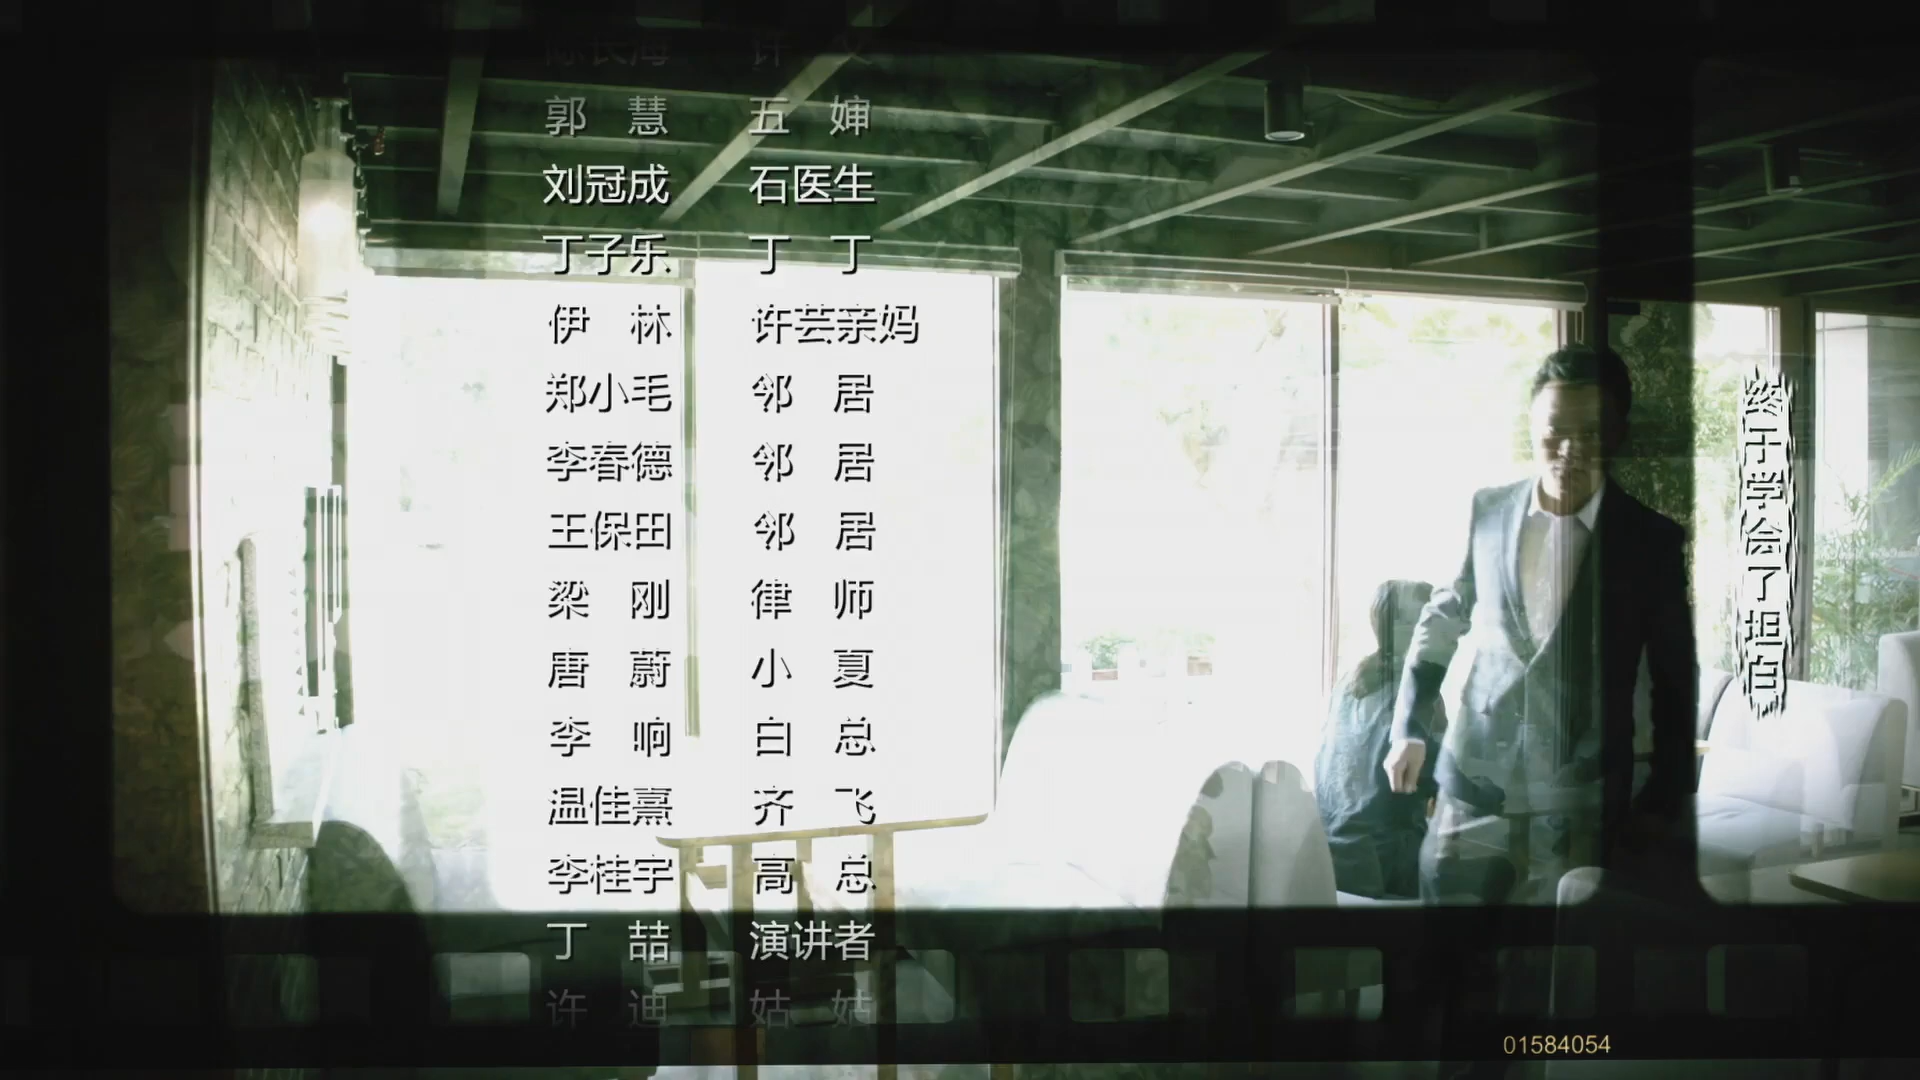 郭 慧 五 婶
刘冠成 石医生
丁子乐 丁 丁
伊 林 许芸亲妈
郑小毛 邻 居
李春德 邻 居
王保田 邻 居
梁 刚 律 师
唐 蔚 小 夏
李 响 白 总
温佳熹 齐 飞
李桂宇 高 总
丁 喆 演讲者
许 迪 姑 姑
终于学会了坦白
01584054